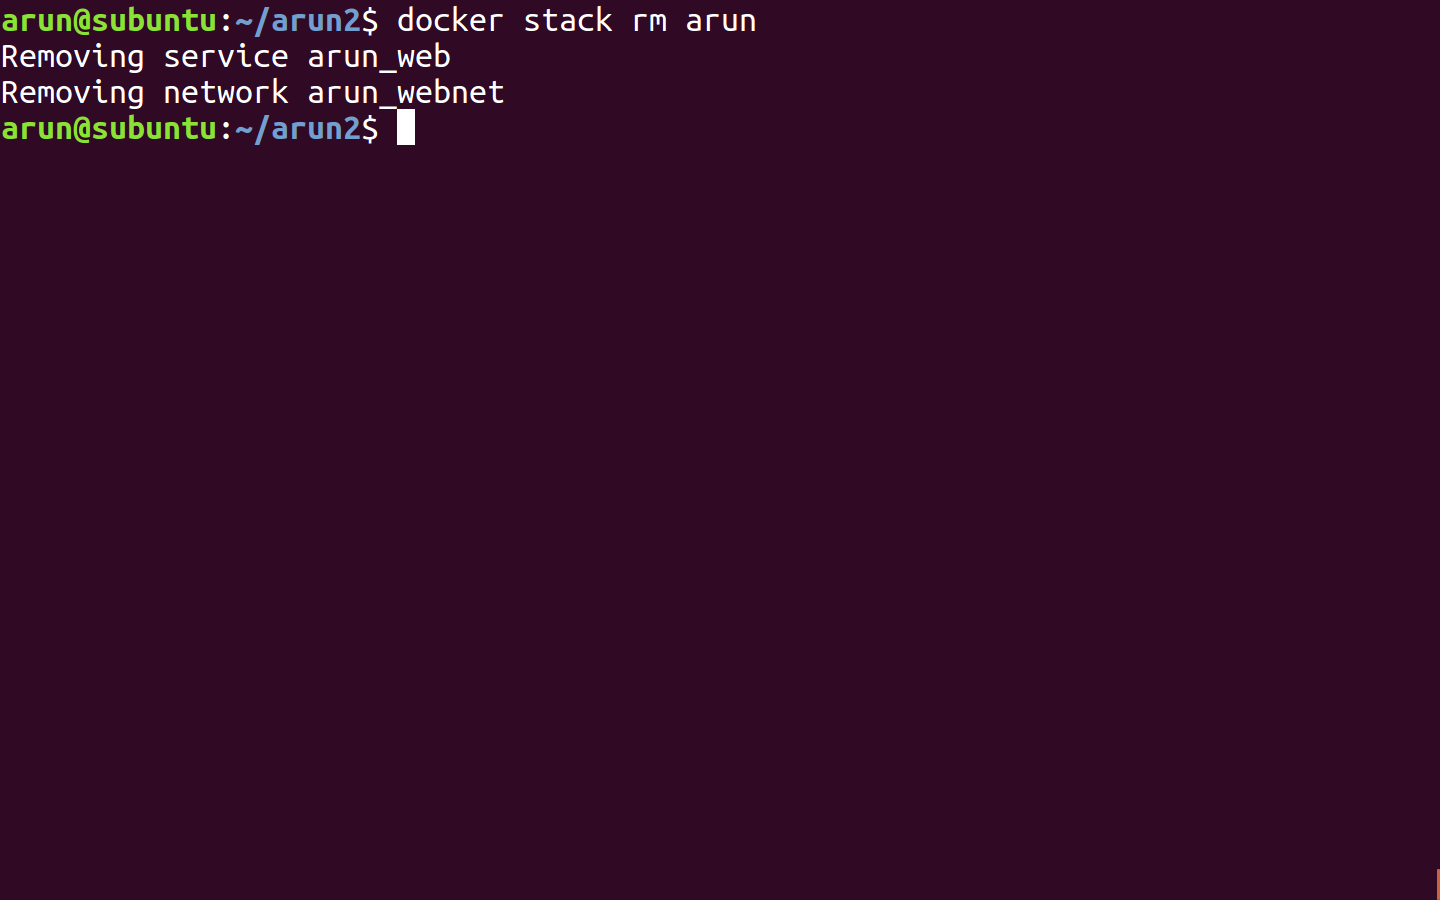 arun@subuntu:~/arun2$ docker stack rm arun
Removing service arun_web
Removing network arun_webnet
arun@subuntu:~/arun2$